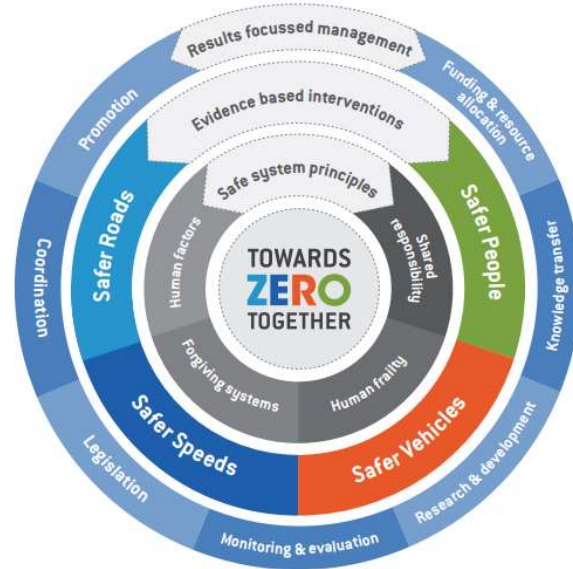 Results focussed management
Funding & resource
allocation
Knowledge transfer
Research & development
Monitoring & evaluation
Legislation
Coordination
Promotion
Evidence based interventions
Safer People
Safer Vehicles
Safer Speeds
Safer Roads
Safe system principles
Shared
responsibility
Human frailty
Forgiving systems
Human factors
TOWARDS
ZERO
TOGETHER